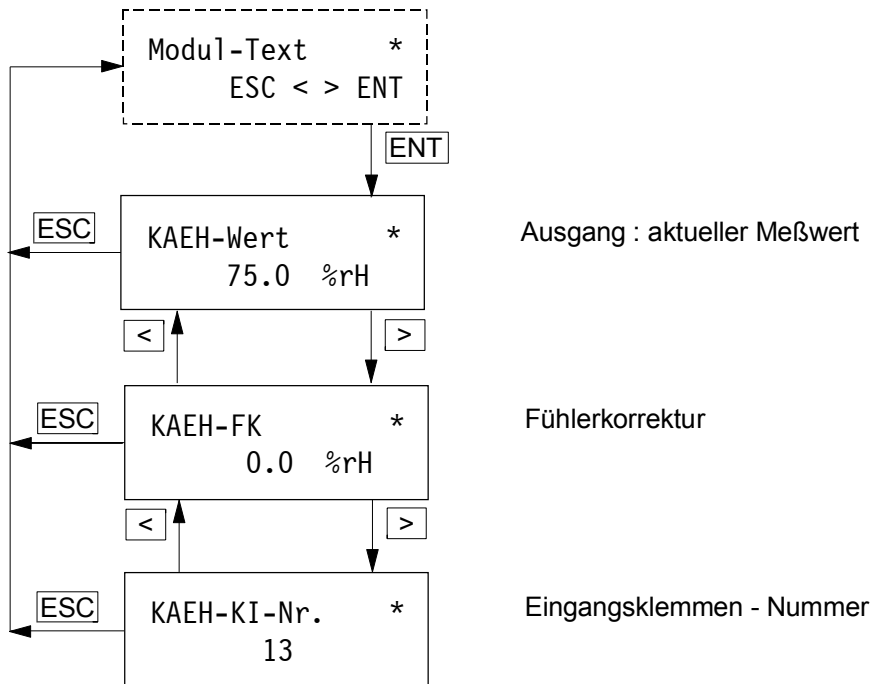 Modul-Text *
ESC < > ENT
ENT
ESC
KAEH-Wert *
75.0 %rH
Ausgang : aktueller Meßwert
<
>
ESC
KAEH-FK *
0.0 %rH
Fühlerkorrektur
<
>
ESC
KAEH-KI-Nr. *
13
Eingangsklemmen - Nummer